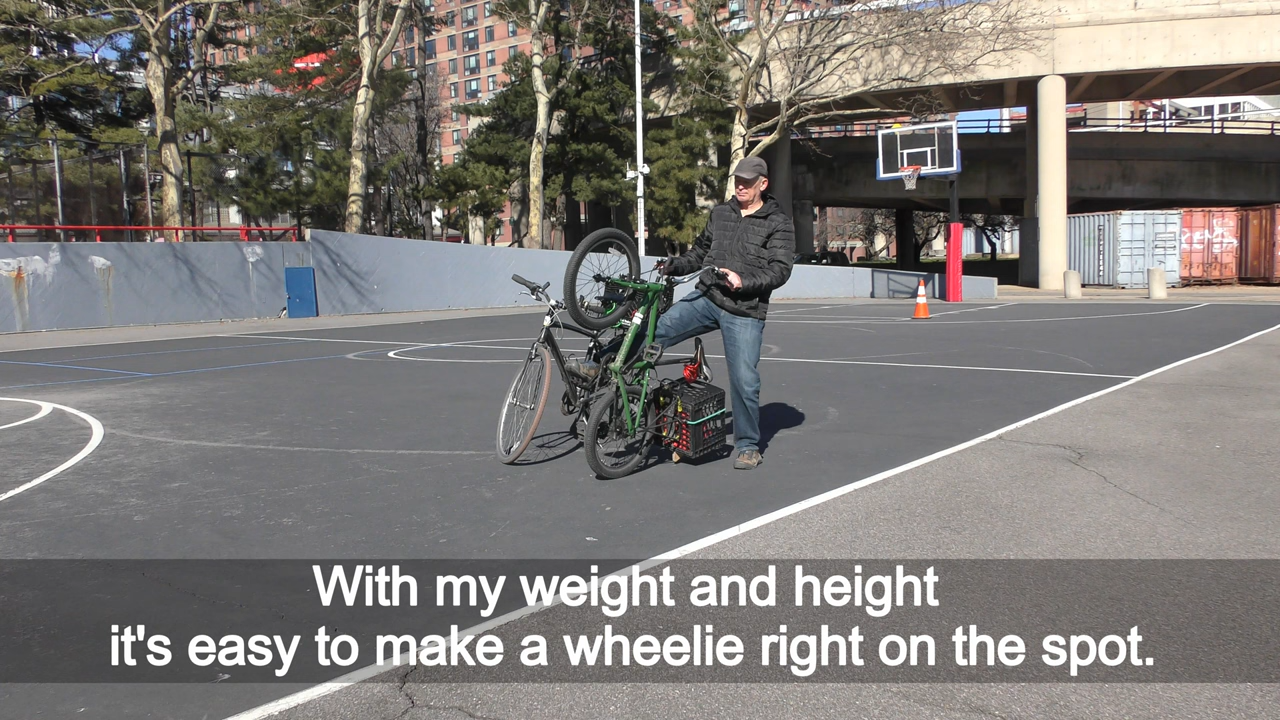 With my weight and height
it's easy to make a wheelie right on the spot.